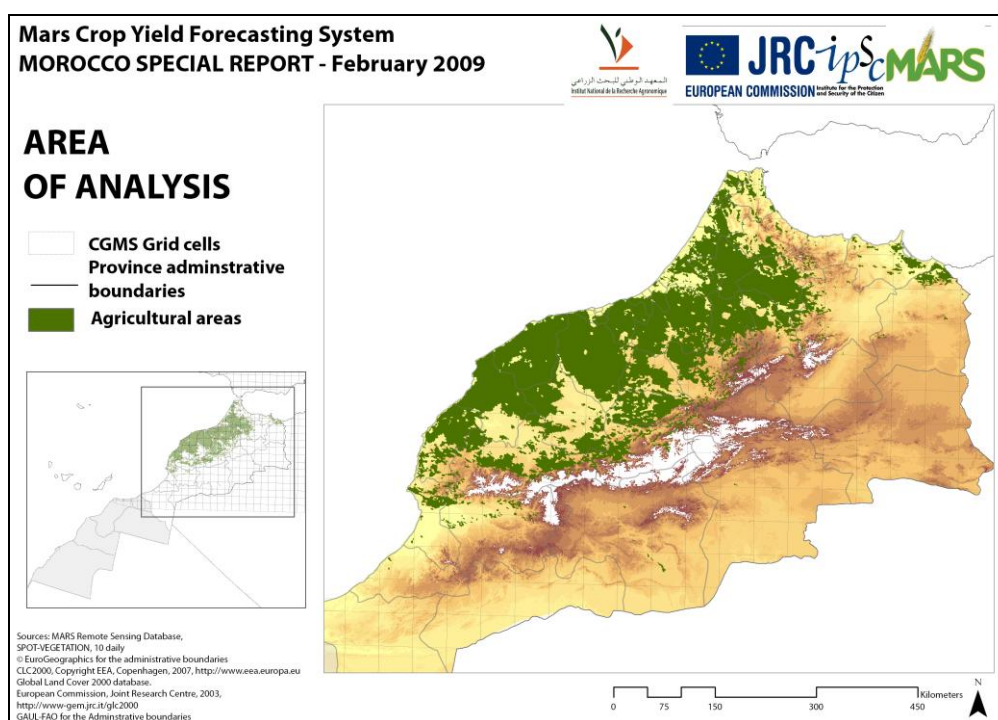 Mars Crop Yield Forecasting System
MOROCCO SPECIAL REPORT - February 2009
المعهد الوطني للبحث الزراعي
Institut National de la Recherche Agronomique
JRC
EUROPEAN COMMISSION
ipsc
Institute for the Protection
and Security of the Citizen
MARS
AREA
OF ANALYSIS
CGMS Grid cells
Province adminstrative
boundaries
Agricultural areas
Sources: MARS Remote Sensing Database,
SPOT-VEGETATION, 10 daily
© EuroGeographics for the administrative boundaries
CLC2000, Copyright EEA, Copenhagen, 2007, http://www.eea.europa.eu
Global Land Cover 2000 database.
European Commission, Joint Research Centre, 2003,
http://www-gem.jrc.it/glc2000
GAUL-FAO for the Adminstrative boundaries
N
Kilometers
0 75 150 300 450